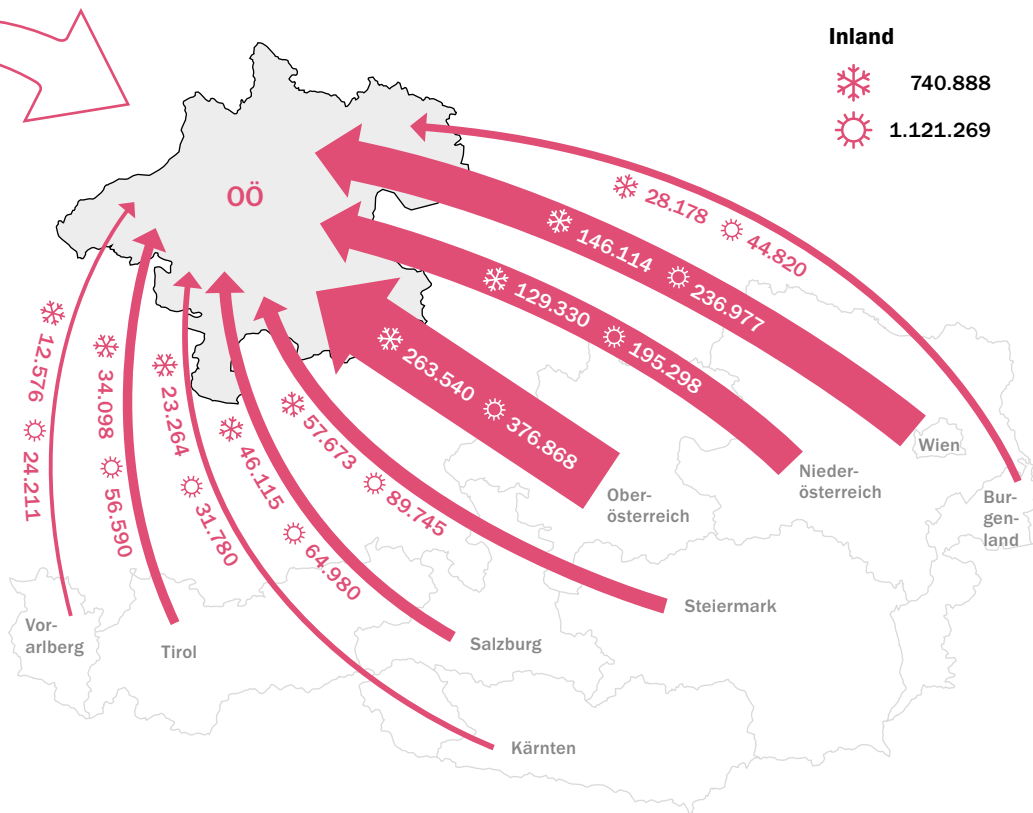 Inland
740.888
1.121.269
OÖ
28.178 44.820
146.114 236.977
129.330 195.298
263.540 376.868
57.673 89.745
46.115 64.980
23.264 31.780
34.098 56.590
12.576 24.211
Wien
Nieder-
österreich
Bur-
gen-
land
Ober-
österreich
Steiermark
Salzburg
Vor-
arlberg
Tirol
Kärnten